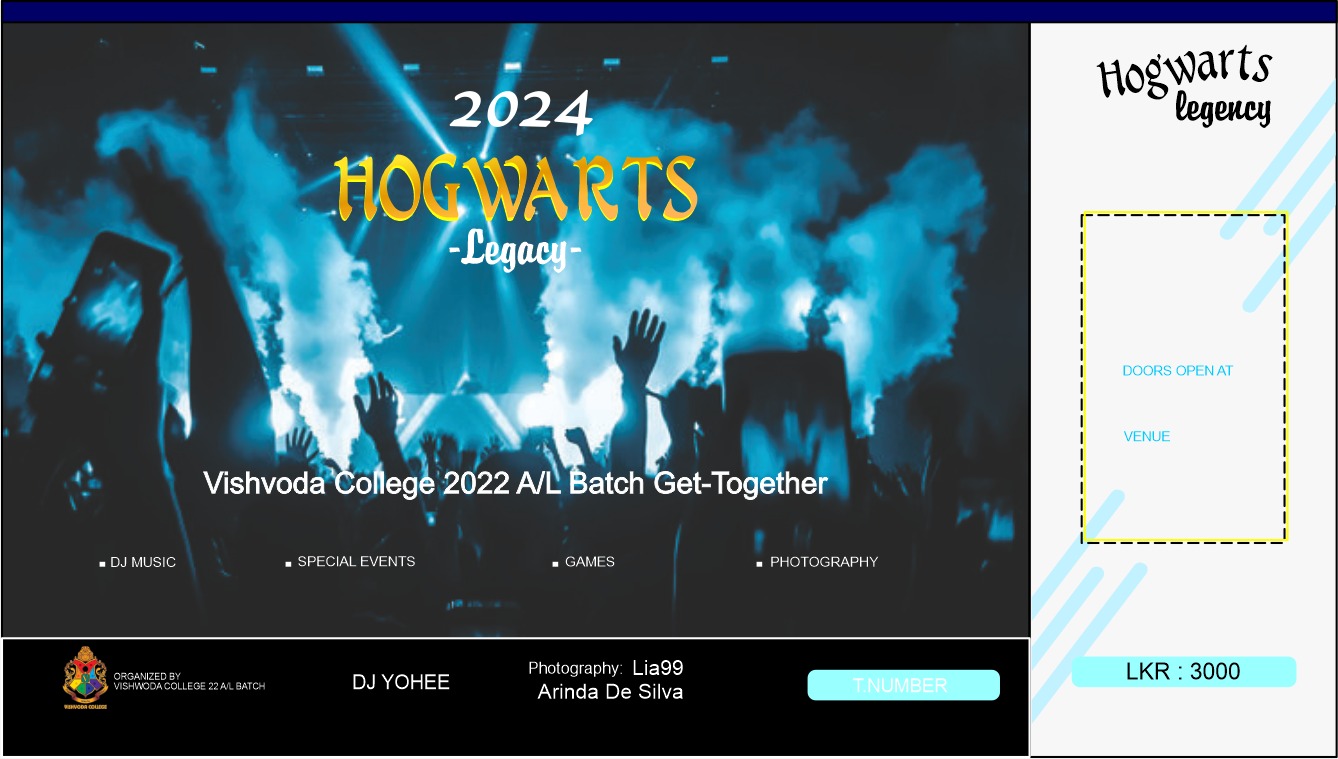 2024
HOGWARTS
-Legacy-
Vishvoda College 2022 A/L Batch Get-Together
DJ MUSIC
SPECIAL EVENTS
GAMES
PHOTOGRAPHY
VISHVODA COLLEGE
ORGANIZED BY
VISHWODA COLLEGE 22 A/L BATCH
DJ YOHEE
Photography: Lia99
Arinda De Silva
T.NUMBER
Hogwarts
legency
DOORS OPEN AT
VENUE
LKR : 3000